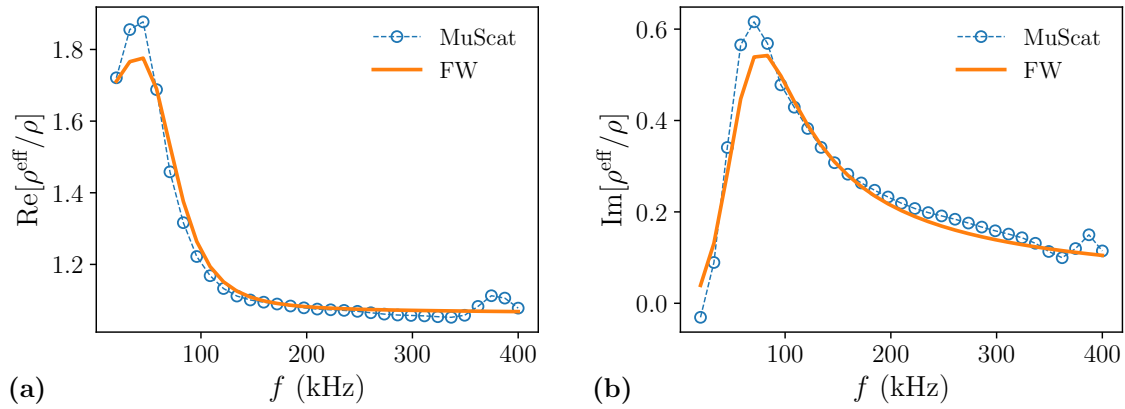 1.8
1.6
1.4
1.2
Re[ρ^eff/ρ]
MuScat
FW
100
200
300
400
f (kHz)
(a)
0.6
0.4
0.2
0.0
Im[ρ^eff/ρ]
MuScat
FW
100
200
300
400
f (kHz)
(b)